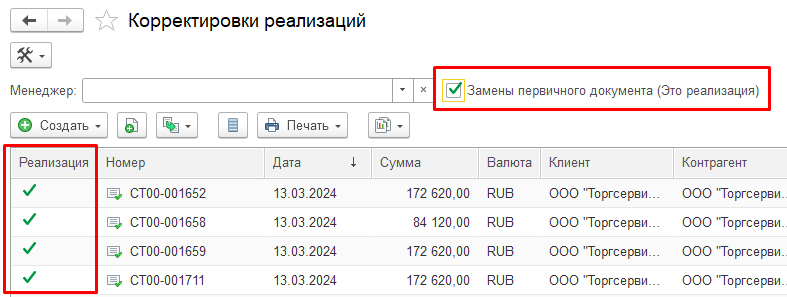 Корректировки реализаций
Менеджер: Замены первичного документа (Это реализация)
Создать Печать
Реализация Номер Дата ↓ Сумма Валюта Клиент Контрагент
СТ00-001652 13.03.2024 172 620,00 RUB ООО "Торгсерви... ООО "Торгсерви...
СТ00-001658 13.03.2024 84 120,00 RUB ООО "Торгсерви... ООО "Торгсерви...
СТ00-001659 13.03.2024 172 620,00 RUB ООО "Торгсерви... ООО "Торгсерви...
СТ00-001711 13.03.2024 172 620,00 RUB ООО "Торгсерви... ООО "Торгсерви...